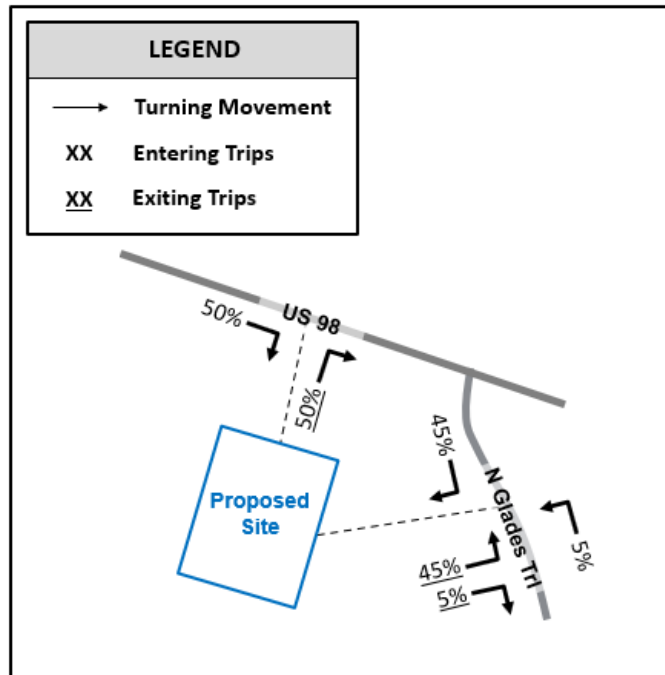 LEGEND
Turning Movement
XX Entering Trips
XX Exiting Trips
US 98
50%
50%
45%
N Glades Trl
Proposed
Site
5%
45%
5%